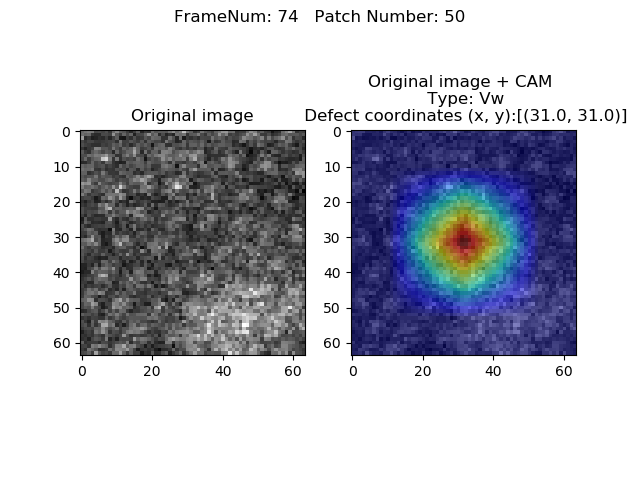 FrameNum: 74   Patch Number: 50
Original image
Original image + CAM
Type: Vw
Defect coordinates (x, y):[(31.0, 31.0)]
0
10
20
30
40
50
60
0 20 40 60
0
10
20
30
40
50
60
0 20 40 60